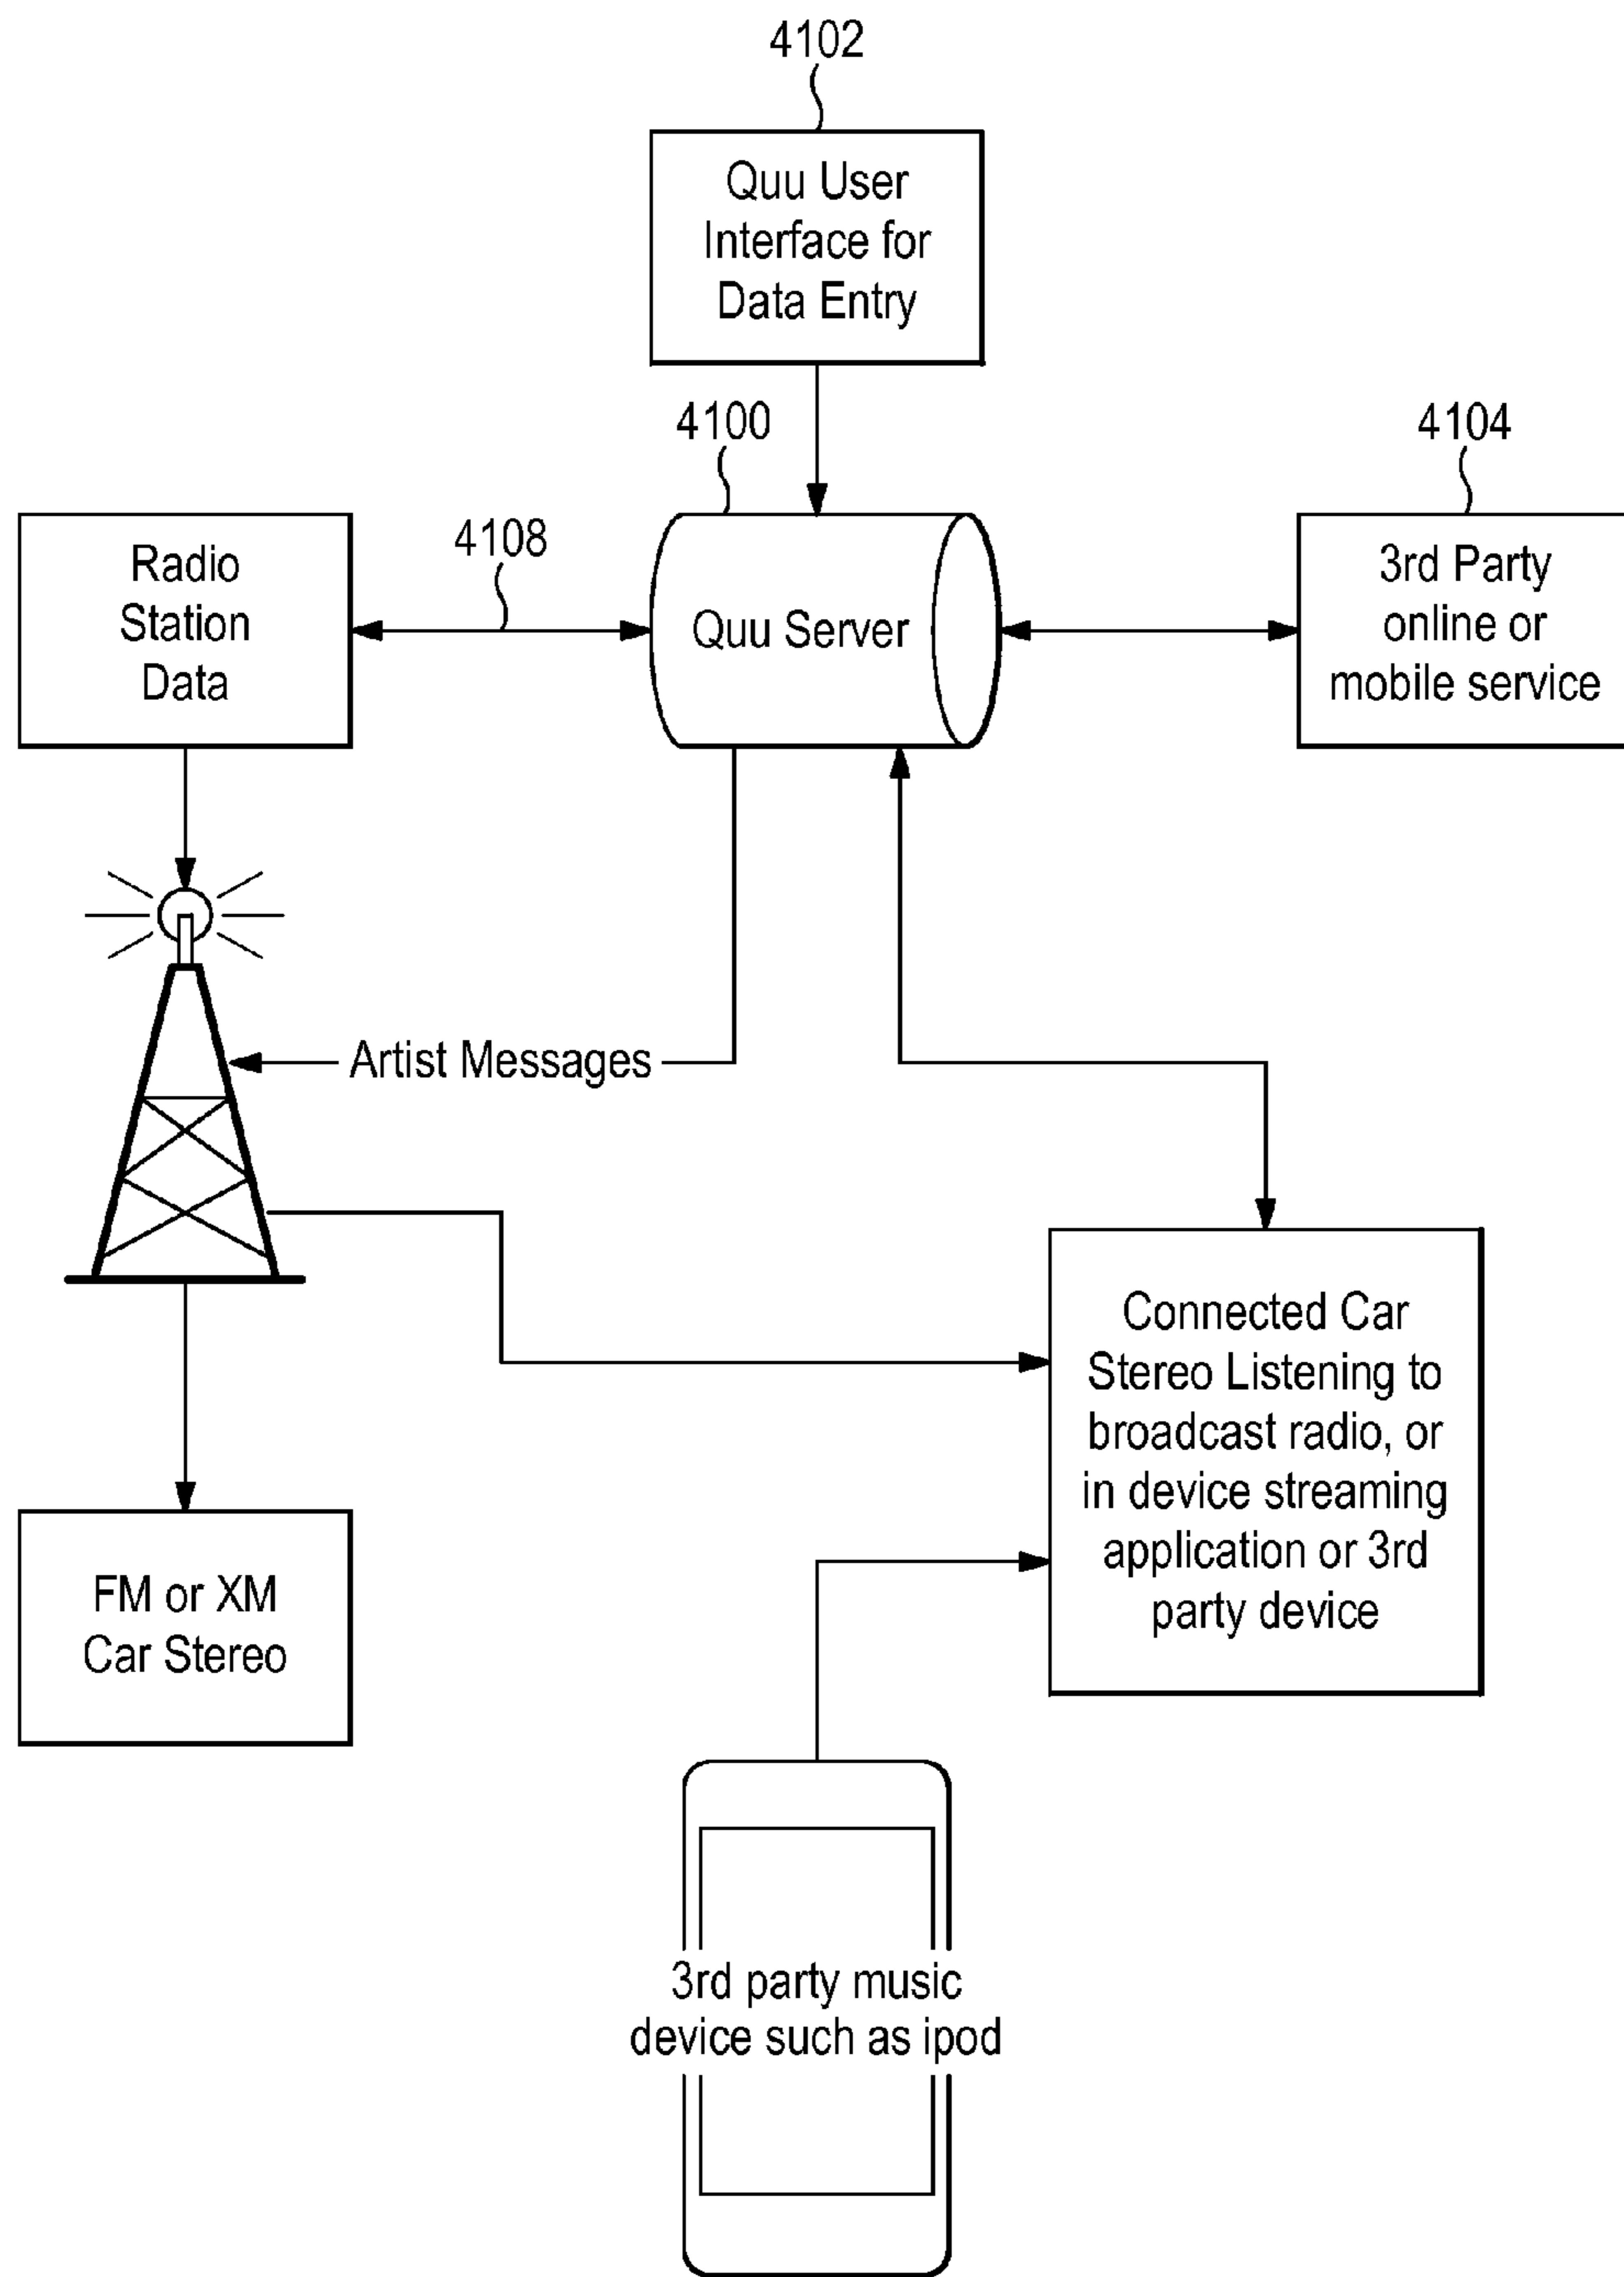 4102
Quu User
Interface for
Data Entry
4100
4104
4108
Radio
Station
Data
Quu Server
3rd Party
online or
mobile service
Artist Messages
Connected Car
Stereo Listening to
broadcast radio, or
in device streaming
application or 3rd
party device
FM or XM
Car Stereo
3rd party music
device such as ipod